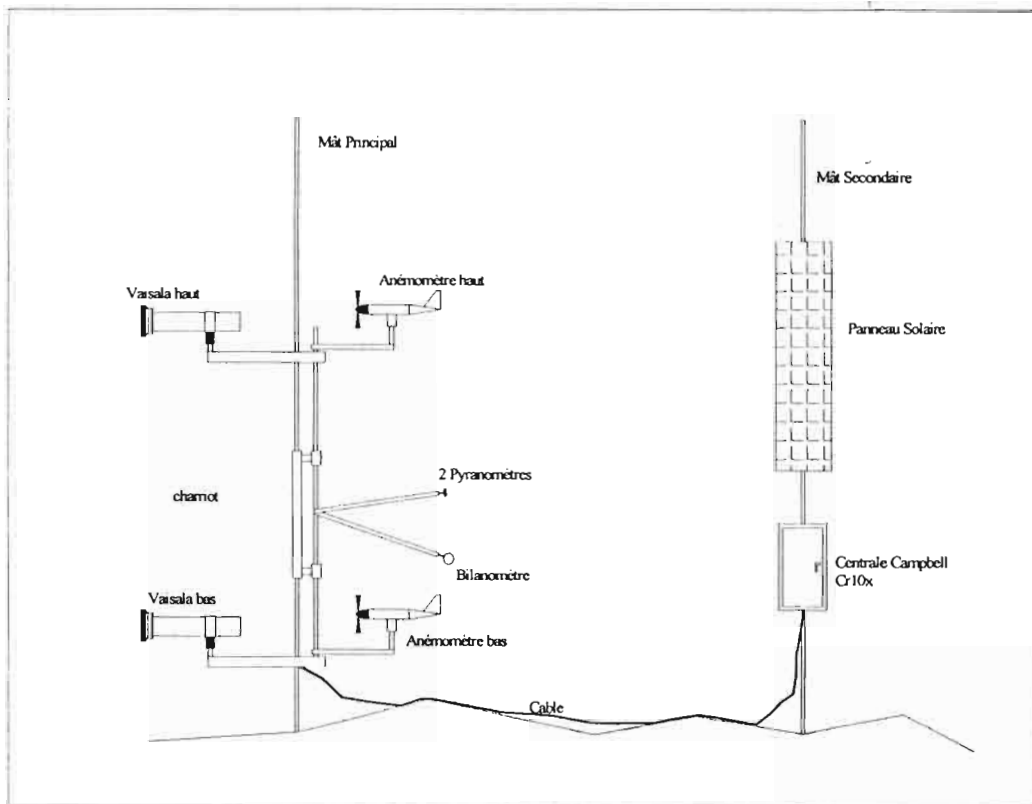 Mât Principal
Mât Secondaire
Anémomètre haut
Vaisala haut
Panneau Solaire
2 Pyranomètres
chariot
Bilanomètre
Centrale Campbell
Cr10x
Vaisala bas
Anémomètre bas
Cable